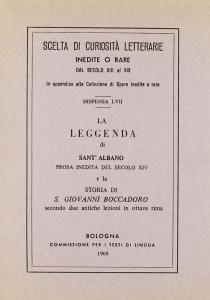 SCELTA DI CURIOSITÀ LETTERARIE
INEDITE O RARE
DAL SECOLO XIII al XIX
in appendice alla Collezione di Opere inedite o rare
DISPENSA LVII
LA
LEGGENDA
di
SANT' ALBANO
PROSA INEDITA DEL SECOLO XIV
e la
STORIA DI
S. GIOVANNI BOCCADORO
secondo due antiche lezioni in ottava rima
BOLOGNA
COMMISSIONE PER I TESTI DI LINGUA
1968